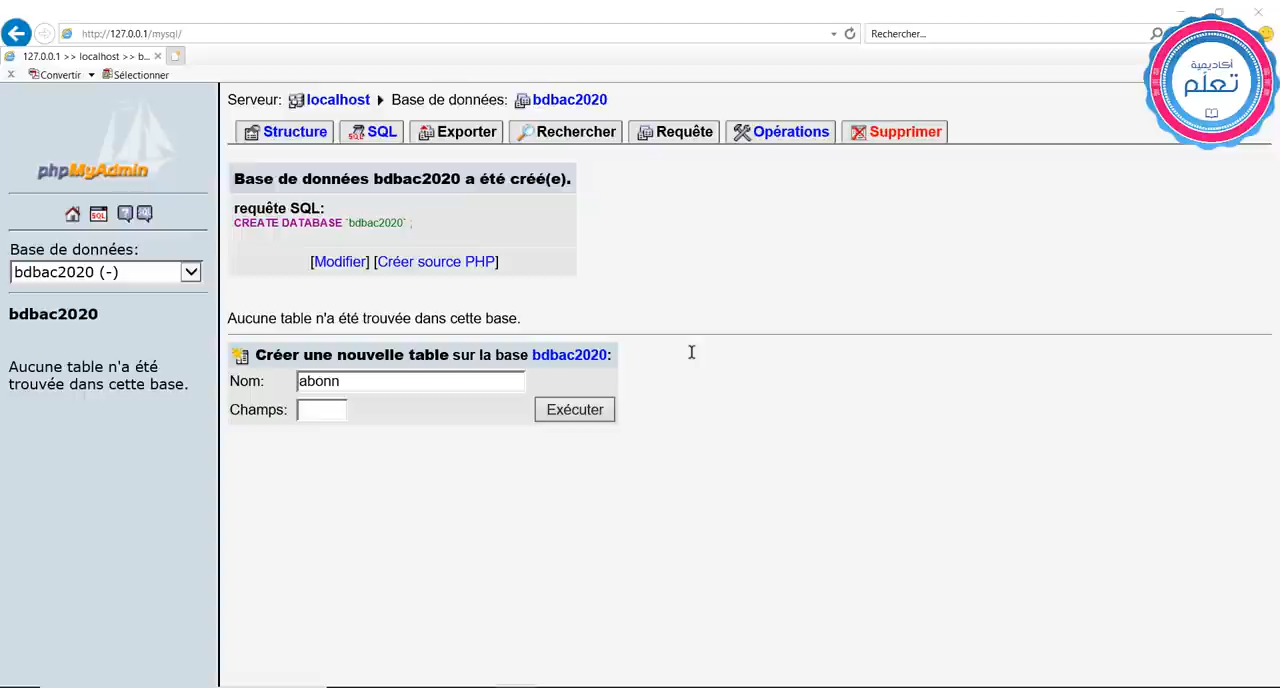 http://127.0.0.1/mysql/
Rechercher...
127.0.0.1 >> localhost >> b...
Convertir
Sélectionner
أكاديمية
تعلّم
phpMyAdmin
SQL
Base de données:
bdbac2020 (-)
bdbac2020
Aucune table n'a été
trouvée dans cette base.
Serveur: localhost Base de données: bdbac2020
Structure SQL Exporter Rechercher Requête Opérations Supprimer
Base de données bdbac2020 a été créé(e).
requête SQL:
CREATE DATABASE `bdbac2020` ;
[Modifier] [Créer source PHP]
Aucune table n'a été trouvée dans cette base.
Créer une nouvelle table sur la base bdbac2020:
Nom: abonn
Champs: Exécuter